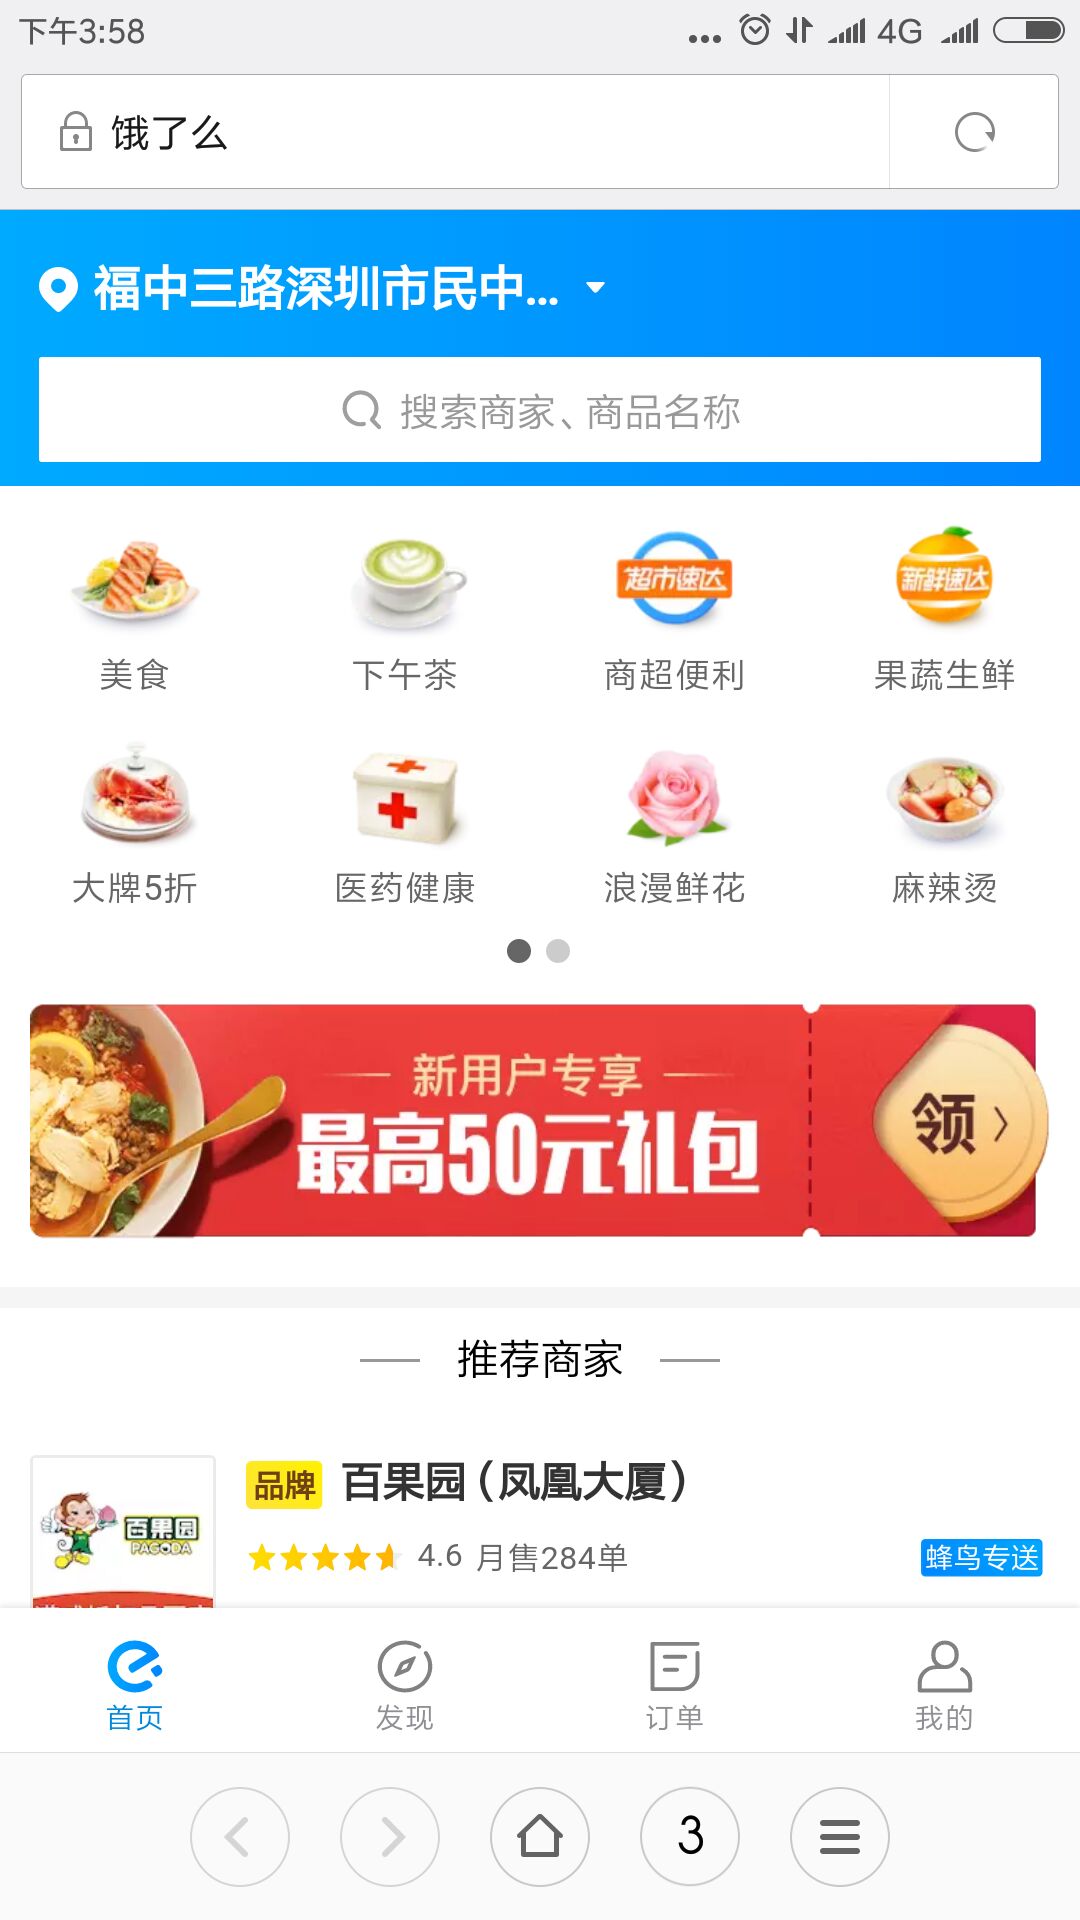 下午3:58
4G
饿了么
福中三路深圳市民中...
搜索商家、商品名称
超市速达
新鲜速达
美食
下午茶
商超便利
果蔬生鲜
大牌5折
医药健康
浪漫鲜花
麻辣烫
新用户专享
最高50元礼包
领
推荐商家
百果园
PAGODA
品牌 百果园（凤凰大厦）
4.6 月售284单
蜂鸟专送
首页
发现
订单
我的
3